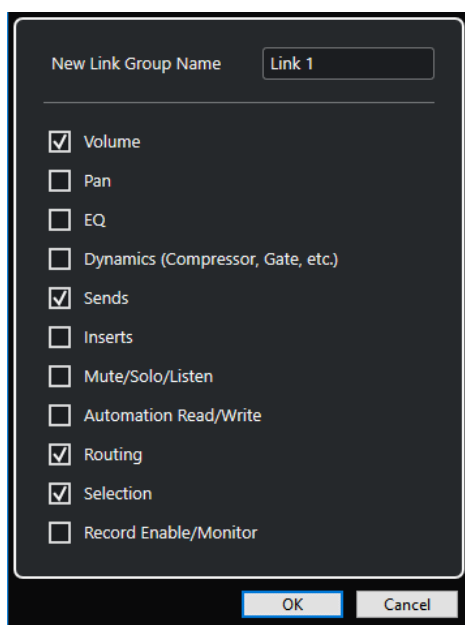 New Link Group Name Link 1
Volume
Pan
EQ
Dynamics (Compressor, Gate, etc.)
Sends
Inserts
Mute/Solo/Listen
Automation Read/Write
Routing
Selection
Record Enable/Monitor
OK Cancel